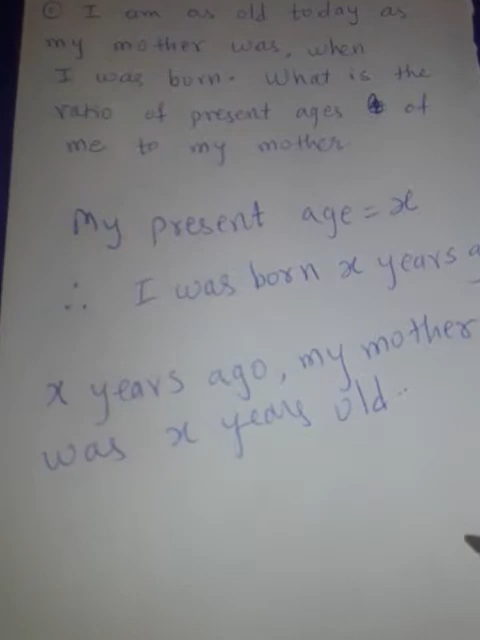 © I am as old today as
my mother was, when
I was born. What is the
ratio of present ages of
me to my mother
My present age = x
∴ I was born x years
x years ago, my mother
was x years old.